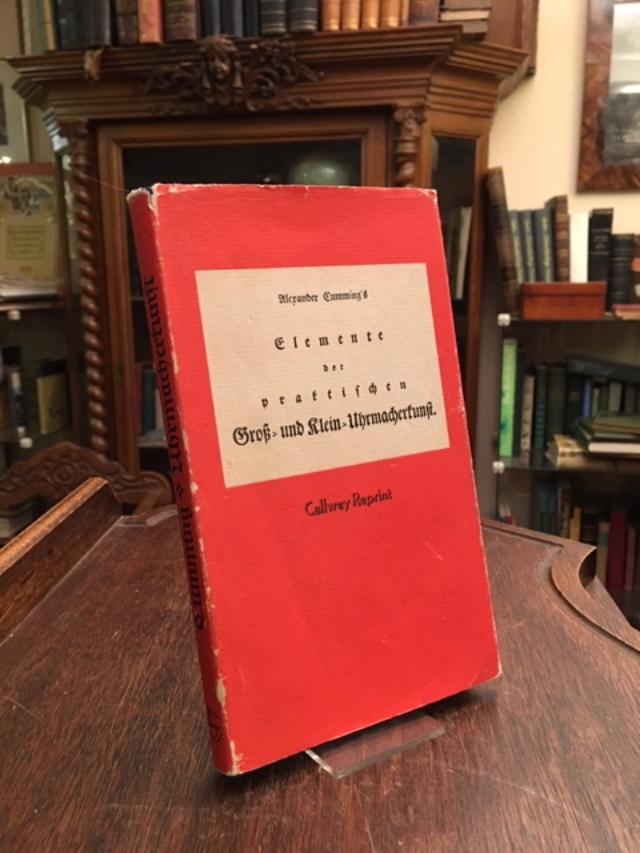 Alexander Cumming's
Elemente
der
praktischen
Groß- und Klein-Uhrmacherkunst.
Callwey Reprint
Cumming's Uhrmacherkunst